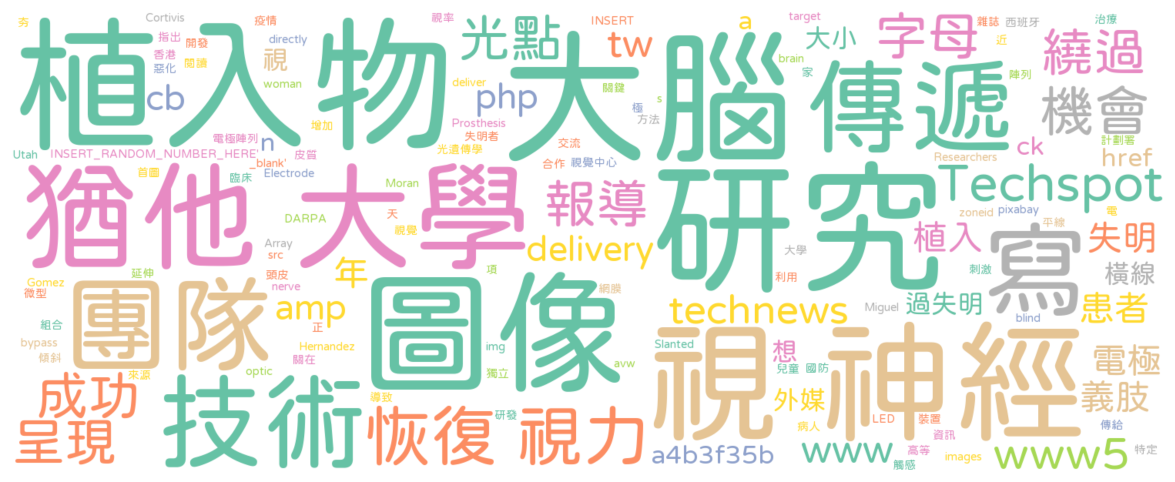 夯 Cortivis 疫情 視率 INSERT a target 雜誌 西班牙 治療
植入物 指出 開發 directly 光點 tw 大小 字母 近 繞過
香港 閱讀 視 大腦 brain 家 傳遞 陣列
惡化 woman deliver 關鍵 s 機會
cb php 極 方法
電極陣列 n 增加 Prosthesis 失明者 交流 ck 計劃署
Utah INSERT_RANDOM_NUMBER_HERE' 皮質 光遺傳學 合作 視覺中心 Researchers href
_blank' 首國 臨床 Electrode
猶他 大學 Moran 報導 研究 Techspot
DARPA 天 視覺 zoneid pixabay 電
Array delivery 平線 植入 寫 失明
src 大學
延伸 頭皮 年 項 利用 刺激 橫線
Gomez 微型 nerve 網膜
團隊 amp 圖像 technews Miguel 過失明 患者
組合 正 blind
bypass Hernandez img Slanted 視神經 想 電極
傾斜 optic 獨立 avw 兒童 國防
來源 義肢
成功 技術 導致 研發 外媒 LED 裝置
呈現 恢復 視力 病人 傳給
a4b3f35b www 高等 資訊 www5 特定
關在 觸感 images